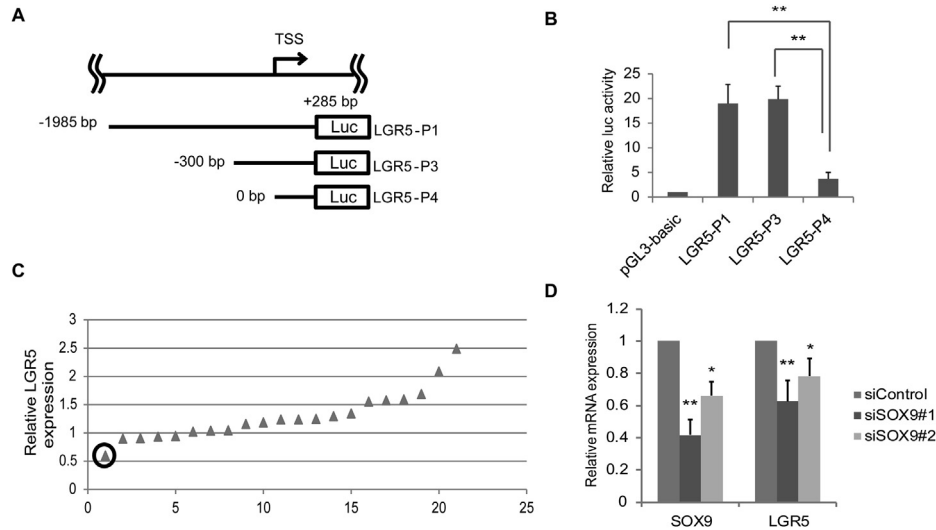 A
TSS
+285 bp
-1985 bp
Luc
LGR5-P1
-300 bp
Luc
LGR5-P3
0 bp
Luc
LGR5-P4
B
**
**
Relative luc activity
25
20
15
10
5
0
pGL3-basic
LGR5-P1
LGR5-P3
LGR5-P4
C
Relative LGR5
expression
3
2.5
2
1.5
1
0.5
0
0
5
10
15
20
25
D
Relative mRNA expression
1.2
1
0.8
0.6
0.4
0.2
0
**
*
**
*
SOX9
LGR5
siControl
siSOX9#1
siSOX9#2